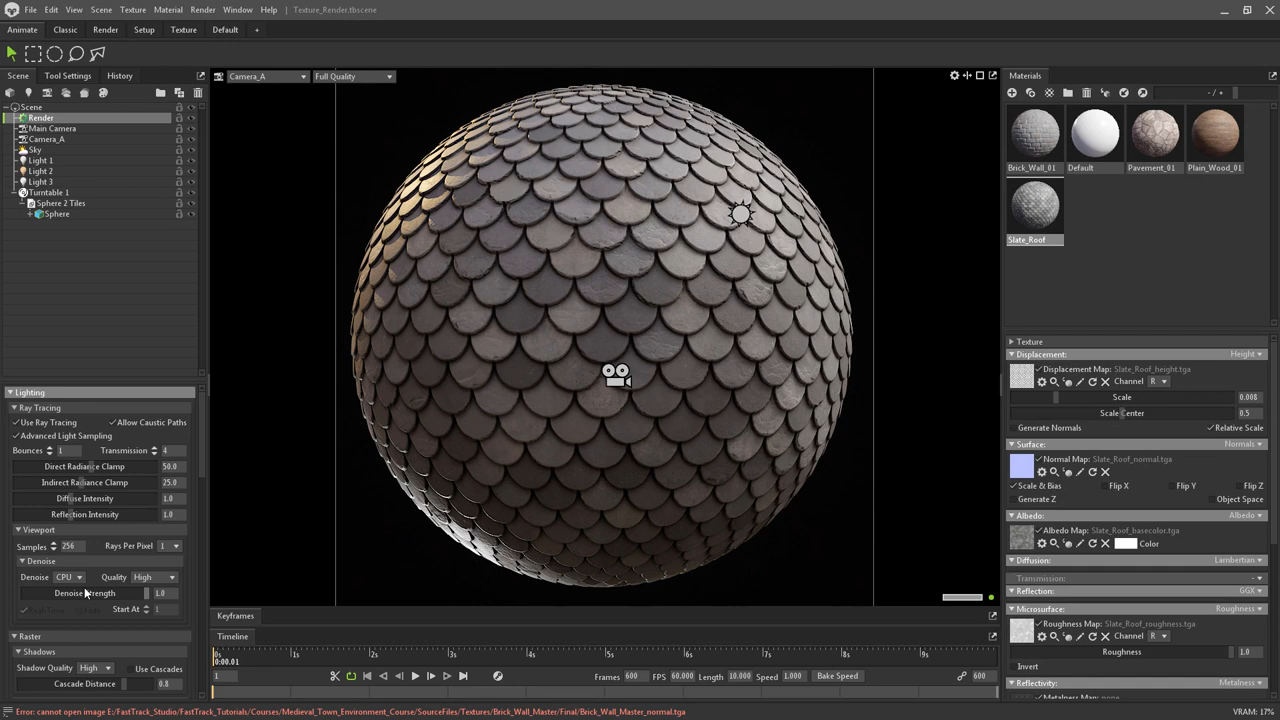 File Edit View Scene Texture Material Render Window Help Texture_Render.tbscene
Animate Classic Render Setup Texture Default +
Scene Tool Settings History
Camera_A Full Quality
Materials
- / +
Scene
Render
Main Camera
Camera_A
Sky
Light 1
Light 2
Light 3
Turntable 1
Sphere 2 Tiles
Sphere
Brick_Wall_01 Default Pavement_01 Plain_Wood_01
Slate_Roof
Lighting
Ray Tracing
Use Ray Tracing Allow Caustic Paths
Advanced Light Sampling
Bounces 1 Transmission 4
Direct Radiance Clamp 50.0
Indirect Radiance Clamp 25.0
Diffuse Intensity 1.0
Reflection Intensity 1.0
Viewport
Samples 256 Rays Per Pixel 1
Denoise
Denoise CPU Quality High
Denoise Strength 1.0
Start At 1
Raster
Shadows
Shadow Quality High Use Cascades
Cascade Distance 0.8
Texture
Displacement: Height
Displacement Map: Slate_Roof_height.tga
Channel R
Scale 0.008
Scale Center 0.5
Generate Normals Relative Scale
Surface: Normals
Normal Map: Slate_Roof_normal.tga
Scale & Bias Flip X Flip Y Flip Z
Generate Z Object Space
Albedo: Albedo
Albedo Map: Slate_Roof_basecolor.tga
Color
Diffusion: Lambertian
Transmission: -
Reflection: GGX
Microsurface: Roughness
Roughness Map: Slate_Roof_roughness.tga
Channel R
Roughness 1.0
Invert
Reflectivity: Metalness
Metalness Map: none
Keyframes
Timeline
0s 1s 2s 3s 4s 5s 6s 7s 8s 9s
0:00.01
1 Frames 600 FPS 60.000 Length 10.000 Speed 1.000 Bake Speed 600
Error: cannot open image E:/FastTrack_Studio/FastTrack_Tutorials/Courses/Medieval_Town_Environment_Course/SourceFiles/Textures/Brick_Wall_Master/Final/Brick_Wall_Master_normal.tga
VRAM: 17%